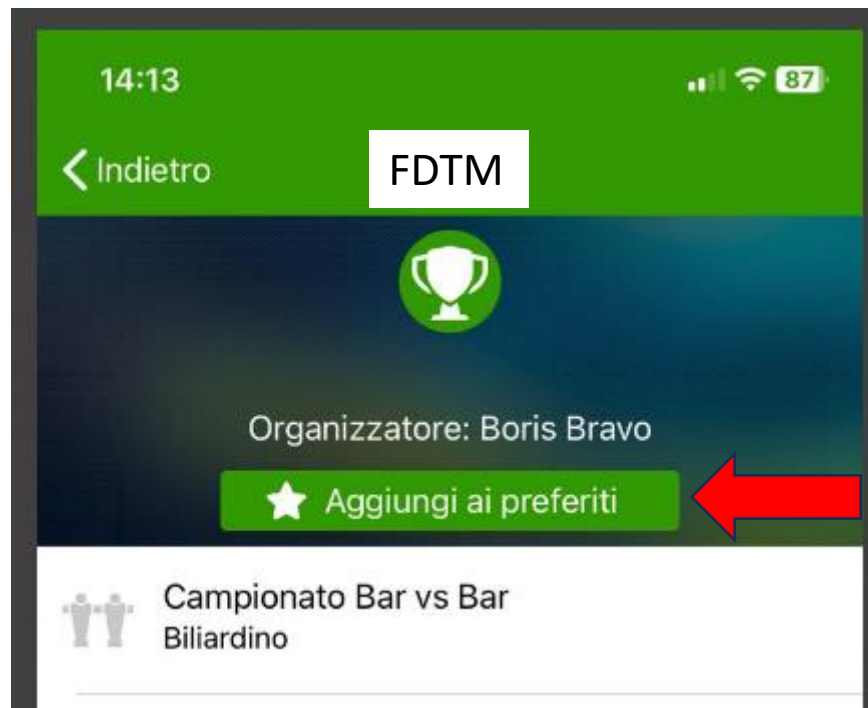 14:13
87
Indietro
FDTM
Organizzatore: Boris Bravo
Aggiungi ai preferiti
Campionato Bar vs Bar
Biliardino